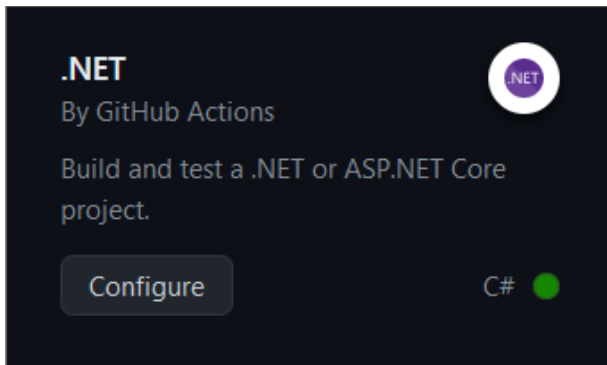 .NET
.NET
By GitHub Actions
Build and test a .NET or ASP.NET Core
project.
Configure
C#